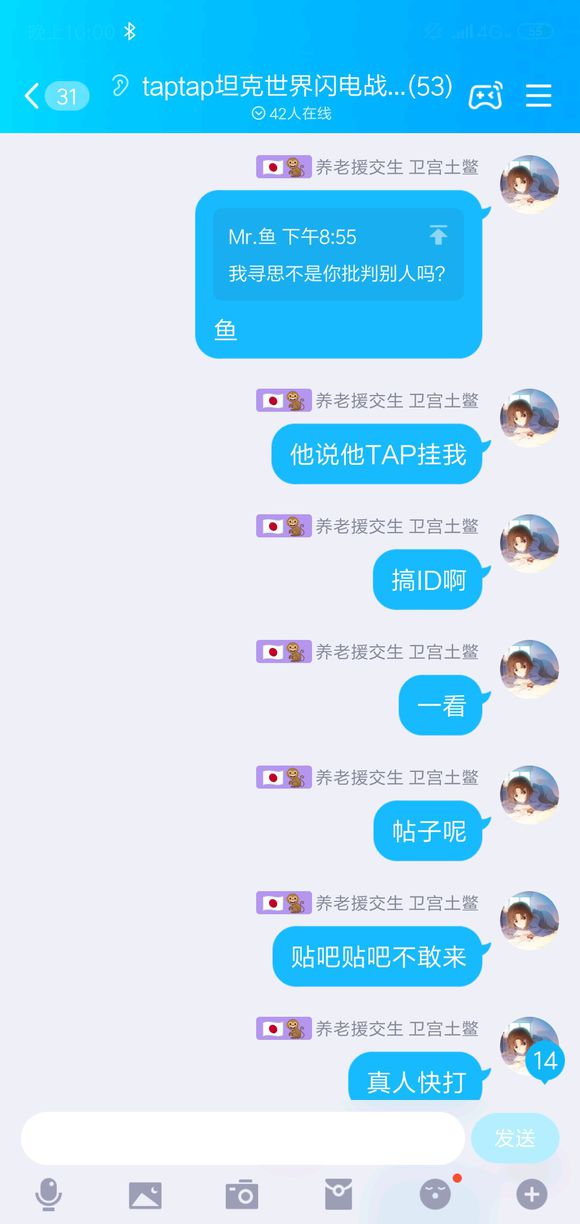 晚上10:00
4G
55
31
taptap坦克世界闪电战...(53)
42人在线
养老援交生 卫宫土鳖
Mr.鱼 下午8:55
我寻思不是你批判别人吗?
鱼
养老援交生 卫宫土鳖
他说他TAP挂我
养老援交生 卫宫土鳖
搞ID啊
养老援交生 卫宫土鳖
一看
养老援交生 卫宫土鳖
帖子呢
养老援交生 卫宫土鳖
贴吧贴吧不敢来
养老援交生 卫宫土鳖
14
真人快打
发送